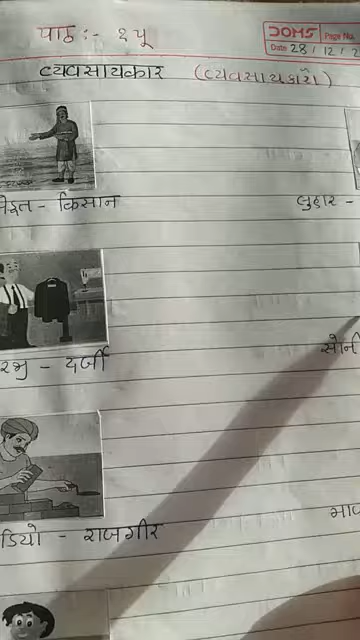 पाठ:- १५
DOMS Page No.
Date 28 / 12 / 2
व्यवसायकार (व्यवसायकारो)
- किसान
लुहार -
- दर्जी
सोनी
- राजगीर